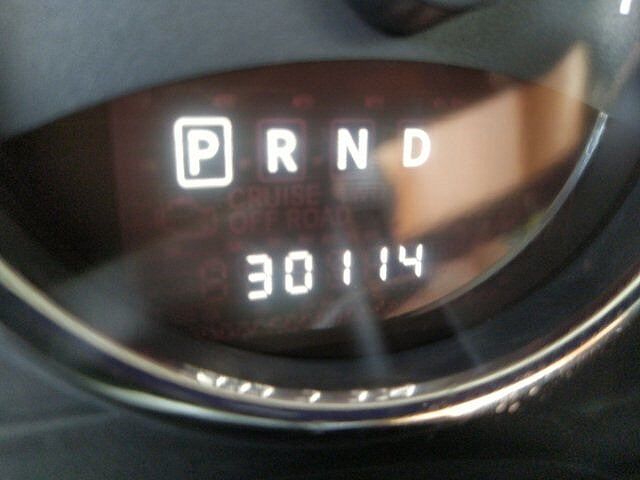 P R N D
CRUISE
OFF ROAD
30114